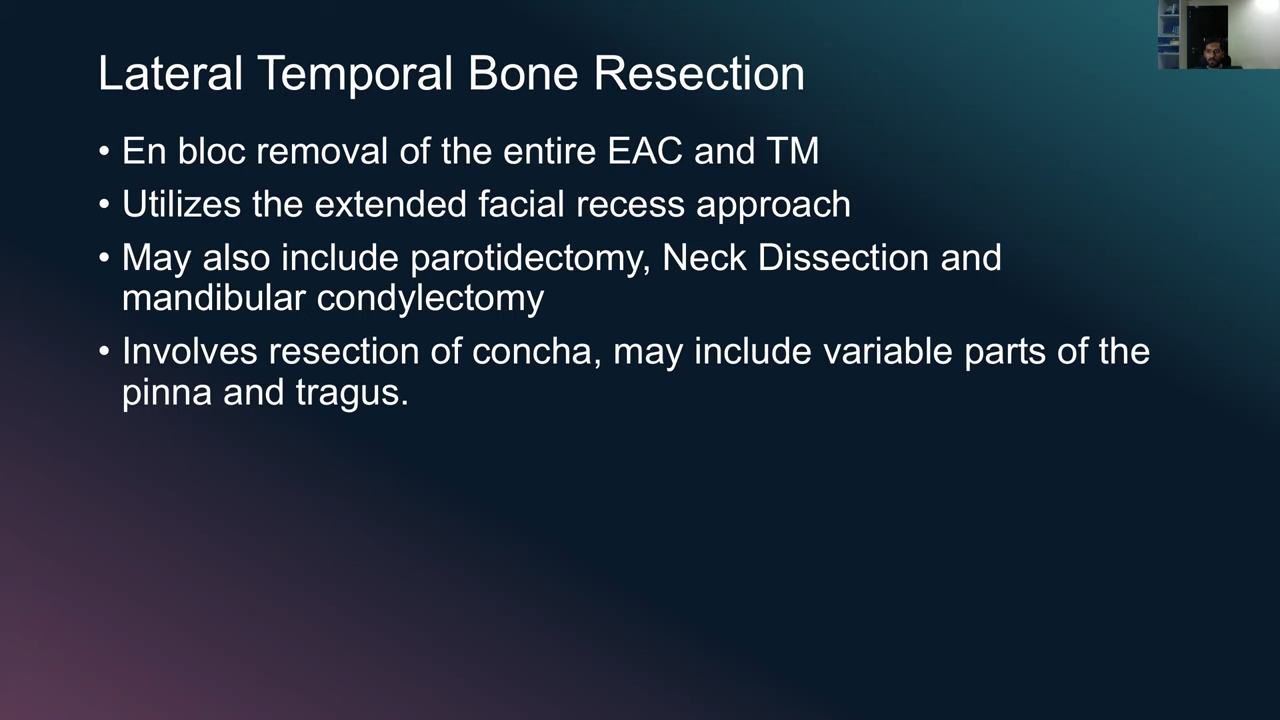 Lateral Temporal Bone Resection
• En bloc removal of the entire EAC and TM
• Utilizes the extended facial recess approach
• May also include parotidectomy, Neck Dissection and
mandibular condylectomy
• Involves resection of concha, may include variable parts of the
pinna and tragus.